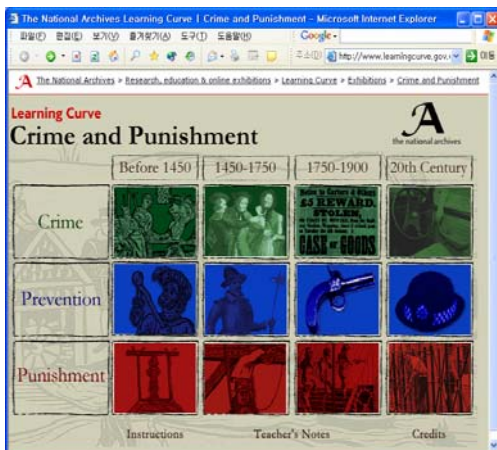 The National Archives Learning Curve | Crime and Punishment - Microsoft Internet Explorer
파일(F) 편집(E) 보기(V) 즐겨찾기(A) 도구(T) 도움말(H) Google
주소(D) http://www.learningcurve.gov. 이동
The National Archives > Research, education & online exhibitions > Learning Curve > Exhibitions > Crime and Punishment
Learning Curve
Crime and Punishment
the national archives
Before 1450 1450-1750 1750-1900 20th Century
Crime
£5 REWARD.
STOLEN,
CASE OF GOODS
Prevention
Punishment
Instructions Teacher's Notes Credits